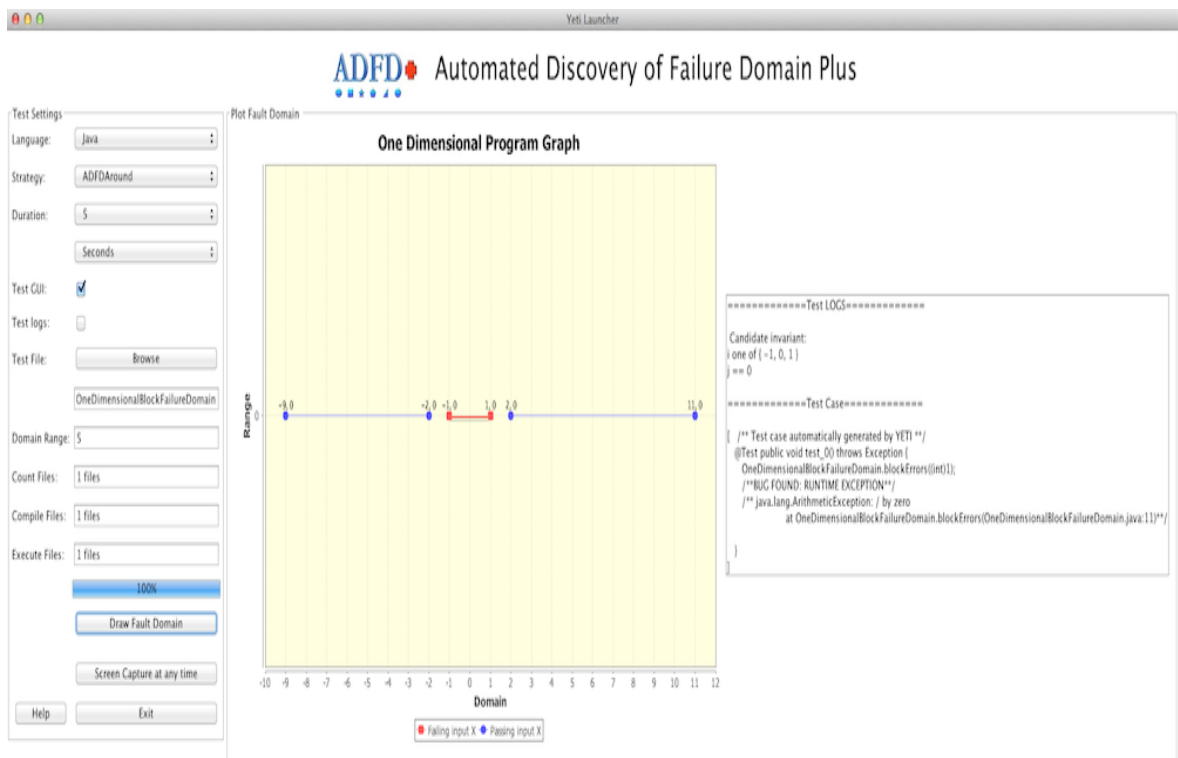 Yeti Launcher
ADFD Automated Discovery of Failure Domain Plus
Test Settings
Language: Java
Strategy: ADFDAround
Duration: 5
Seconds
Test GUI:
Test logs:
Test File: Browse
OneDimensionalBlockFailureDomain
Domain Range: 5
Count Files: 1 files
Compile Files: 1 files
Execute Files: 1 files
100%
Draw Fault Domain
Screen Capture at any time
Help Exit
Plot Fault Domain
One Dimensional Program Graph
Range
0
-9, 0 -2, 0 -1, 0 1, 0 2, 0 11, 0
-10 -9 -8 -7 -6 -5 -4 -3 -2 -1 0 1 2 3 4 5 6 7 8 9 10 11 12
Domain
Failing input X Passing input X
=============Test LOGS=============
Candidate invariant:
i one of { -1, 0, 1 }
j == 0
=============Test Case=============
[ /** Test case automatically generated by YETI **/
@Test public void test_0() throws Exception {
OneDimensionalBlockFailureDomain.blockErrors((int)1);
/**BUG FOUND: RUNTIME EXCEPTION**/
/** java.lang.ArithmeticException: / by zero
at OneDimensionalBlockFailureDomain.blockErrors(OneDimensionalBlockFailureDomain.java:11)**/
}
]